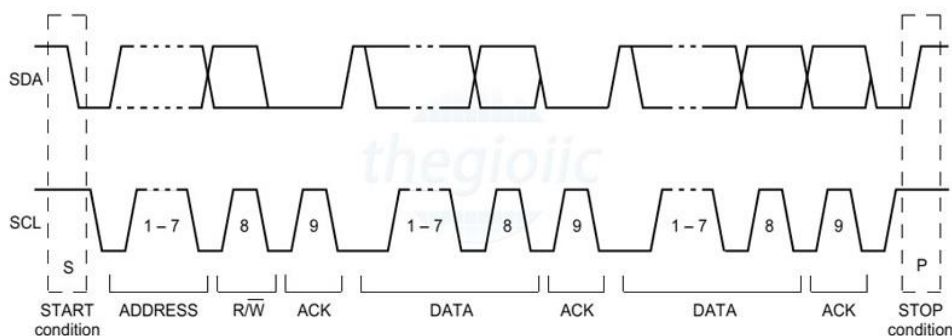 SDA
thegioiic
SCL
1 – 7 8 9 1 – 7 8 9 1 – 7 8 9
S P
START condition ADDRESS R/W̅ ACK DATA ACK DATA ACK STOP condition